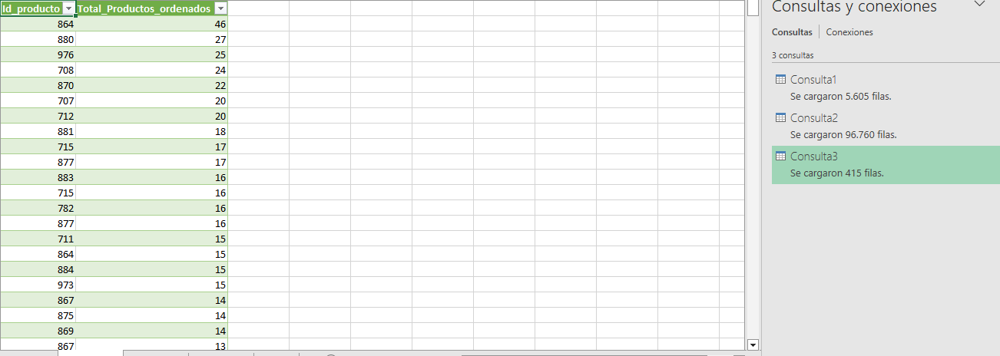 Id_producto Total_Productos_ordenados
864 46
880 27
976 25
708 24
870 22
707 20
712 20
881 18
715 17
877 17
883 16
715 16
782 16
877 16
711 15
864 15
884 15
973 15
867 14
875 14
869 14
867 13
Consultas y conexiones
Consultas Conexiones
3 consultas
Consulta1
Se cargaron 5.605 filas.
Consulta2
Se cargaron 96.760 filas.
Consulta3
Se cargaron 415 filas.